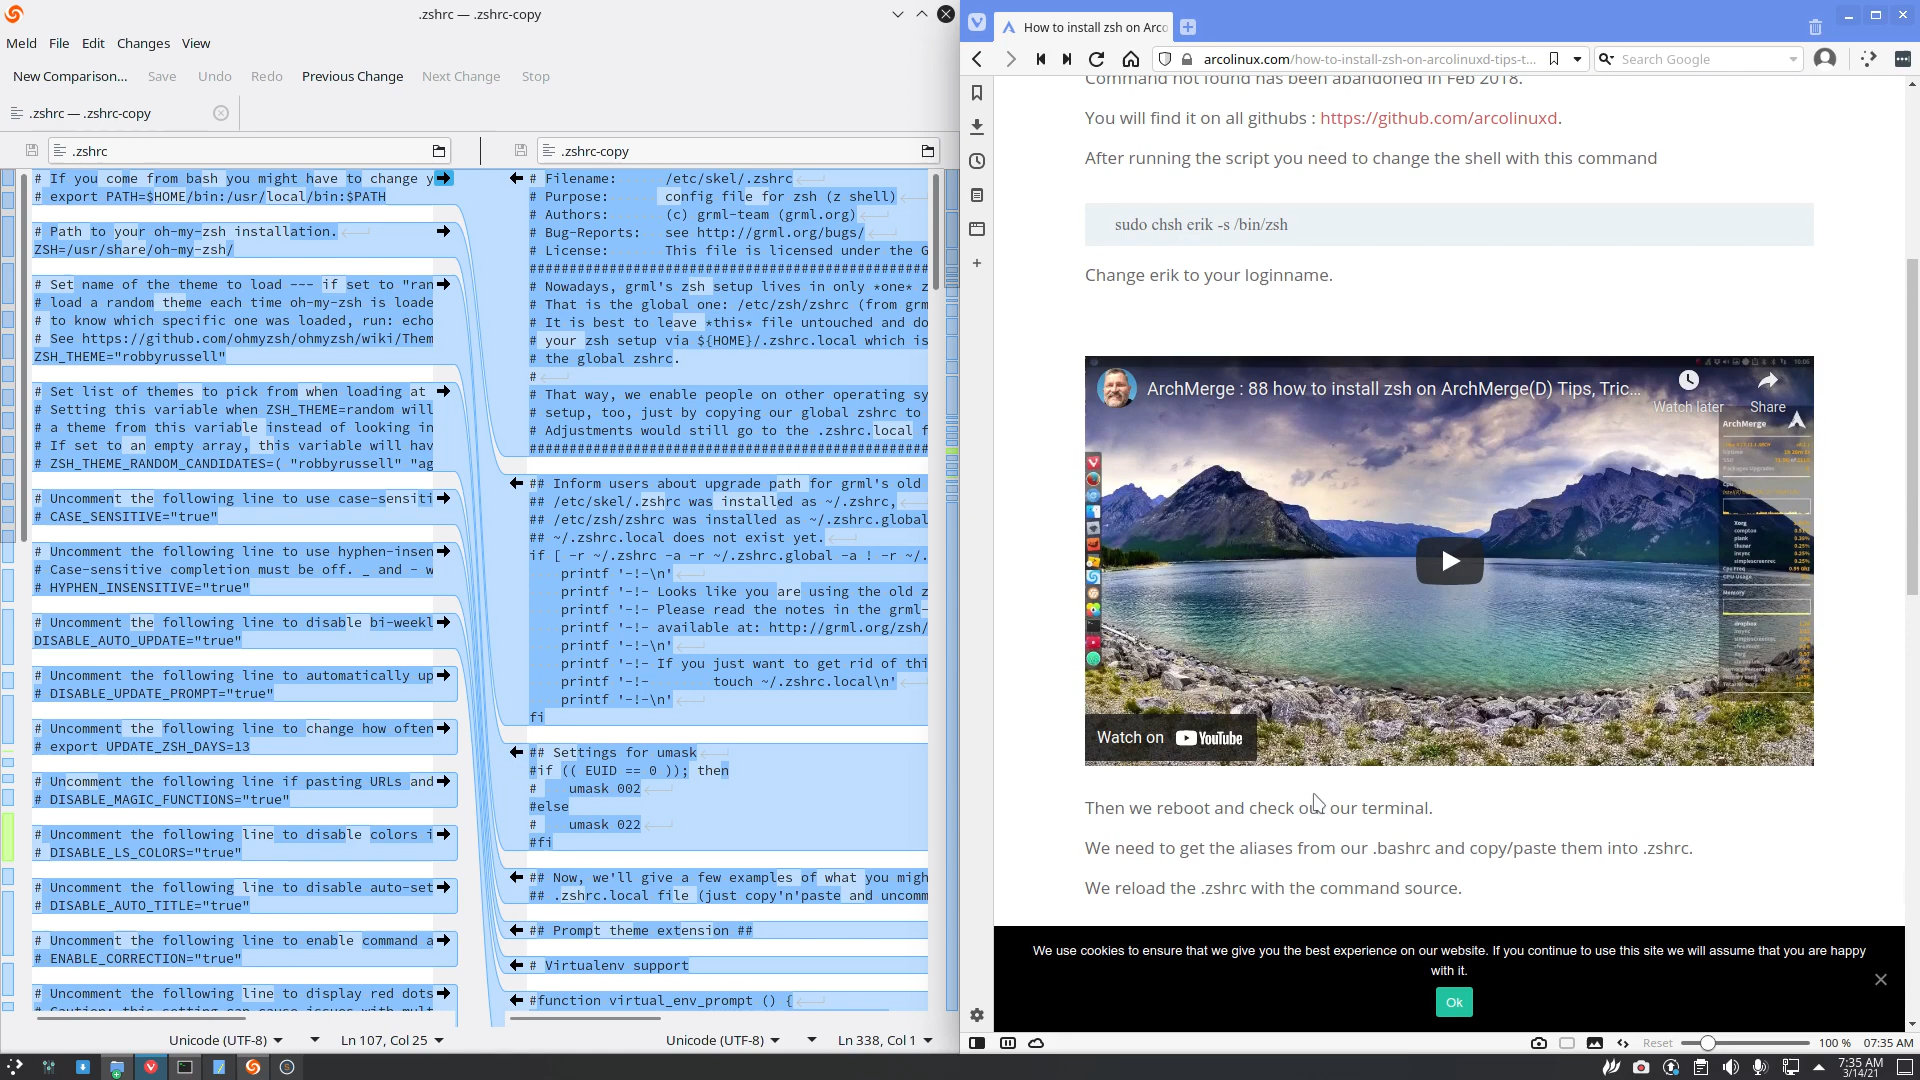 .zshrc — .zshrc-copy
Meld File Edit Changes View
New Comparison... Save Undo Redo Previous Change Next Change Stop
.zshrc — .zshrc-copy
.zshrc
# If you come from bash you might have to change y
# export PATH=$HOME/bin:/usr/local/bin:$PATH
# Path to your oh-my-zsh installation.
ZSH=/usr/share/oh-my-zsh/
# Set name of the theme to load --- if set to "ran
# load a random theme each time oh-my-zsh is loade
# to know which specific one was loaded, run: echo
# See https://github.com/ohmyzsh/ohmyzsh/wiki/Them
ZSH_THEME="robbyrussell"
# Set list of themes to pick from when loading at
# Setting this variable when ZSH_THEME=random will
# a theme from this variable instead of looking in
# If set to an empty array, this variable will hav
# ZSH_THEME_RANDOM_CANDIDATES=( "robbyrussell" "ag
# Uncomment the following line to use case-sensiti
# CASE_SENSITIVE="true"
# Uncomment the following line to use hyphen-insen
# Case-sensitive completion must be off. _ and - w
# HYPHEN_INSENSITIVE="true"
# Uncomment the following line to disable bi-weekl
DISABLE_AUTO_UPDATE="true"
# Uncomment the following line to automatically up
# DISABLE_UPDATE_PROMPT="true"
# Uncomment the following line to change how often
# export UPDATE_ZSH_DAYS=13
# Uncomment the following line if pasting URLs and
# DISABLE_MAGIC_FUNCTIONS="true"
# Uncomment the following line to disable colors i
# DISABLE_LS_COLORS="true"
# Uncomment the following line to disable auto-set
# DISABLE_AUTO_TITLE="true"
# Uncomment the following line to enable command a
# ENABLE_CORRECTION="true"
# Uncomment the following line to display red dots
# Caution: this setting can cause issues with mult
Unicode (UTF-8) Ln 107, Col 25
.zshrc-copy
# Filename: /etc/skel/.zshrc
# Purpose: config file for zsh (z shell)
# Authors: (c) grml-team (grml.org)
# Bug-Reports: see http://grml.org/bugs/
# License: This file is licensed under the G
##################################################
# Nowadays, grml's zsh setup lives in only *one* z
# That is the global one: /etc/zsh/zshrc (from grm
# It is best to leave *this* file untouched and do
# your zsh setup via ${HOME}/.zshrc.local which is
# the global zshrc.
#
# That way, we enable people on other operating sy
# setup, too, just by copying our global zshrc to
# Adjustments would still go to the .zshrc.local f
##################################################
## Inform users about upgrade path for grml's old
## /etc/skel/.zshrc was installed as ~/.zshrc,
## /etc/zsh/zshrc was installed as ~/.zshrc.global
## ~/.zshrc.local does not exist yet.
if [ -r ~/.zshrc -a -r ~/.zshrc.global -a ! -r ~/.
printf '-!-\n'
printf '-!- Looks like you are using the old z
printf '-!- Please read the notes in the grml-
printf '-!- available at: http://grml.org/zsh/
printf '-!-\n'
printf '-!- If you just want to get rid of thi
printf '-!- touch ~/.zshrc.local\n'
printf '-!-\n'
fi
## Settings for umask
#if (( EUID == 0 )); then
# umask 002
#else
# umask 022
#fi
## Now, we'll give a few examples of what you migh
## .zshrc.local file (just copy'n'paste and uncomm
## Prompt theme extension ##
# Virtualenv support
#function virtual_env_prompt () {
Unicode (UTF-8) Ln 338, Col 1
How to install zsh on Arco
arcolinux.com/how-to-install-zsh-on-arcolinuxd-tips-t... Search Google
Command not found has been abandoned in Feb 2018.
You will find it on all githubs : https://github.com/arcolinuxd.
After running the script you need to change the shell with this command
sudo chsh erik -s /bin/zsh
Change erik to your loginname.
ArchMerge : 88 how to install zsh on ArchMerge(D) Tips, Tric...
Watch later Share
ArchMerge
Watch on YouTube
Then we reboot and check out our terminal.
We need to get the aliases from our .bashrc and copy/paste them into .zshrc.
We reload the .zshrc with the command source.
We use cookies to ensure that we give you the best experience on our website. If you continue to use this site we will assume that you are happy
with it.
Ok
Reset 100 % 07:35 AM
7:35 AM
3/14/21